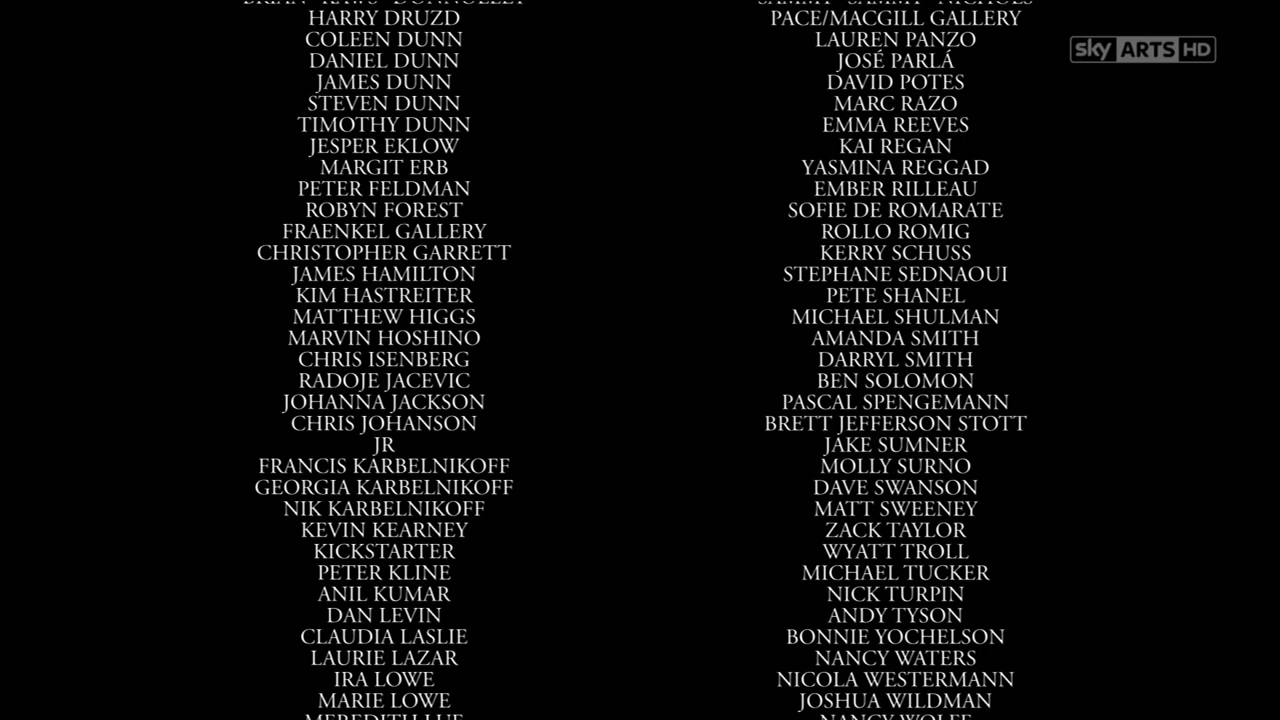 HARRY DRUZD
COLEEN DUNN
DANIEL DUNN
JAMES DUNN
STEVEN DUNN
TIMOTHY DUNN
JESPER EKLOW
MARGIT ERB
PETER FELDMAN
ROBYN FOREST
FRAENKEL GALLERY
CHRISTOPHER GARRETT
JAMES HAMILTON
KIM HASTREITER
MATTHEW HIGGS
MARVIN HOSHINO
CHRIS ISENBERG
RADOJE JACEVIC
JOHANNA JACKSON
CHRIS JOHANSON
JR
FRANCIS KARBELNIKOFF
GEORGIA KARBELNIKOFF
NIK KARBELNIKOFF
KEVIN KEARNEY
KICKSTARTER
PETER KLINE
ANIL KUMAR
DAN LEVIN
CLAUDIA LASLIE
LAURIE LAZAR
IRA LOWE
MARIE LOWE
PACE/MACGILL GALLERY
LAUREN PANZO
JOSÉ PARLÁ
DAVID POTES
MARC RAZO
EMMA REEVES
KAI REGAN
YASMINA REGGAD
EMBER RILLEAU
SOFIE DE ROMARATE
ROLLO ROMIG
KERRY SCHUSS
STEPHANE SEDNAOUI
PETE SHANEL
MICHAEL SHULMAN
AMANDA SMITH
DARRYL SMITH
BEN SOLOMON
PASCAL SPENGEMANN
BRETT JEFFERSON STOTT
JAKE SUMNER
MOLLY SURNO
DAVE SWANSON
MATT SWEENEY
ZACK TAYLOR
WYATT TROLL
MICHAEL TUCKER
NICK TURPIN
ANDY TYSON
BONNIE YOCHELSON
NANCY WATERS
NICOLA WESTERMANN
JOSHUA WILDMAN
sky ARTS HD